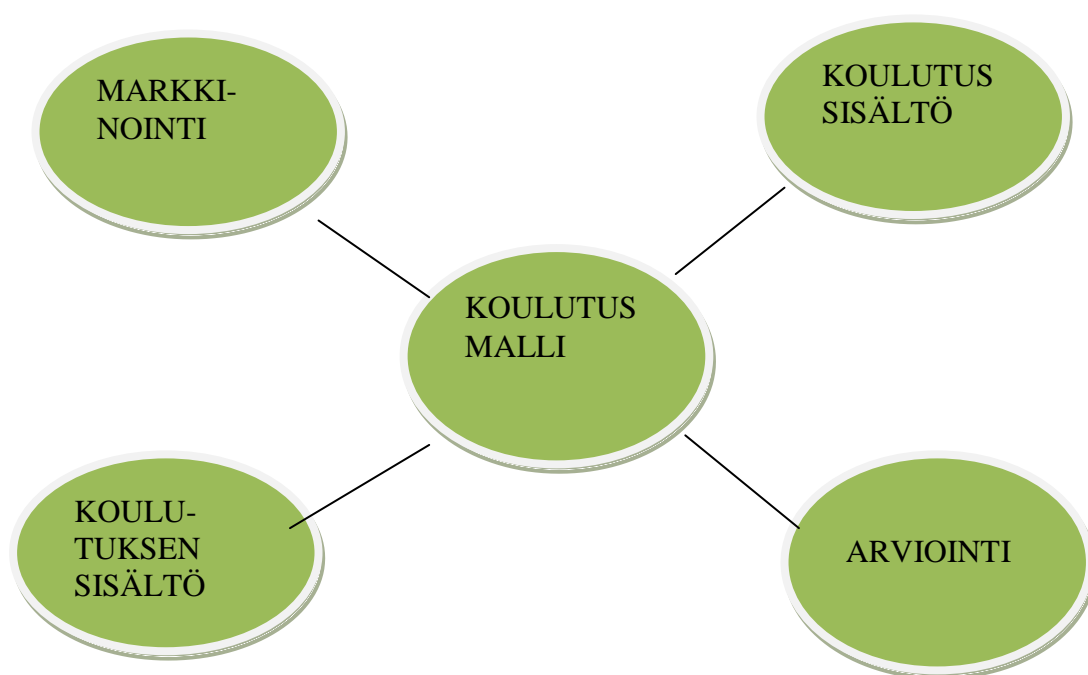 MARKKI-
NOINTI
KOULUTUS
SISÄLTÖ
KOULUTUS
MALLI
KOULU-
TUKSEN
SISÄLTÖ
ARVIOINTI